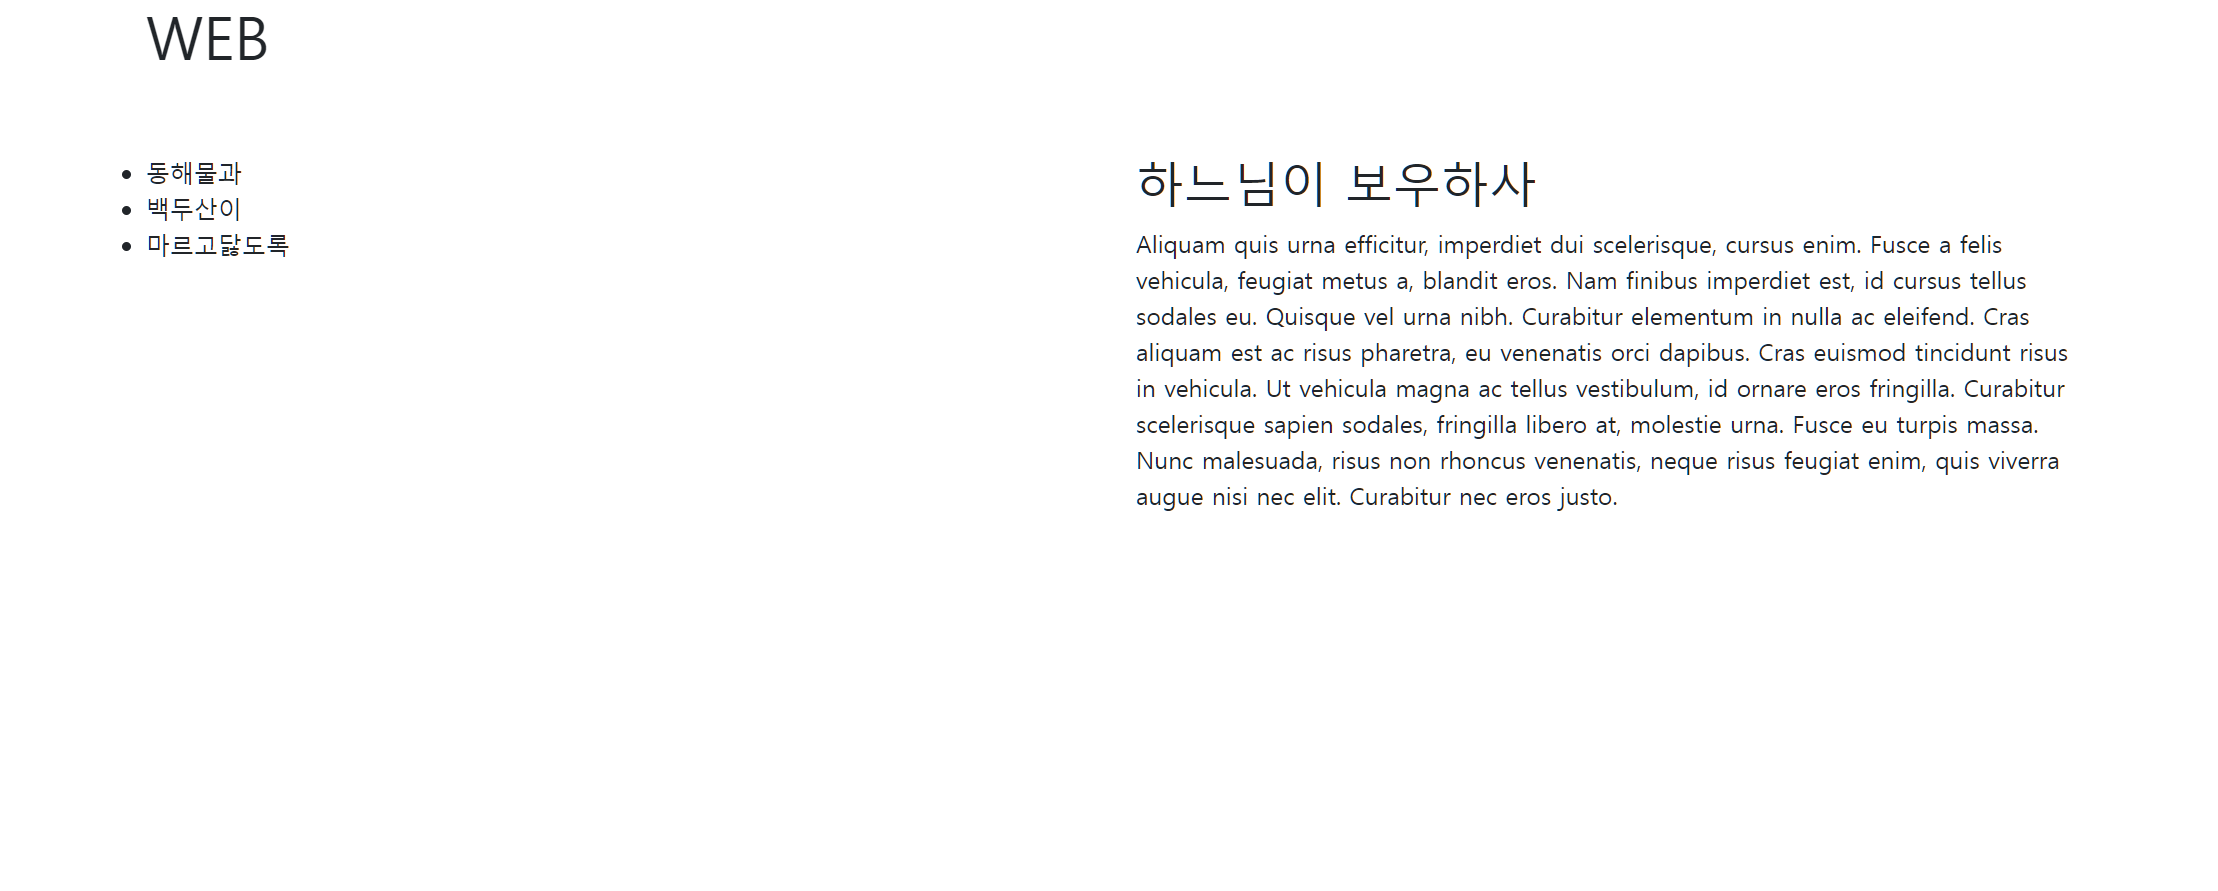 WEB
동해물과
백두산이
마르고닳도록
하느님이 보우하사
Aliquam quis urna efficitur, imperdiet dui scelerisque, cursus enim. Fusce a felis
vehicula, feugiat metus a, blandit eros. Nam finibus imperdiet est, id cursus tellus
sodales eu. Quisque vel urna nibh. Curabitur elementum in nulla ac eleifend. Cras
aliquam est ac risus pharetra, eu venenatis orci dapibus. Cras euismod tincidunt risus
in vehicula. Ut vehicula magna ac tellus vestibulum, id ornare eros fringilla. Curabitur
scelerisque sapien sodales, fringilla libero at, molestie urna. Fusce eu turpis massa.
Nunc malesuada, risus non rhoncus venenatis, neque risus feugiat enim, quis viverra
augue nisi nec elit. Curabitur nec eros justo.